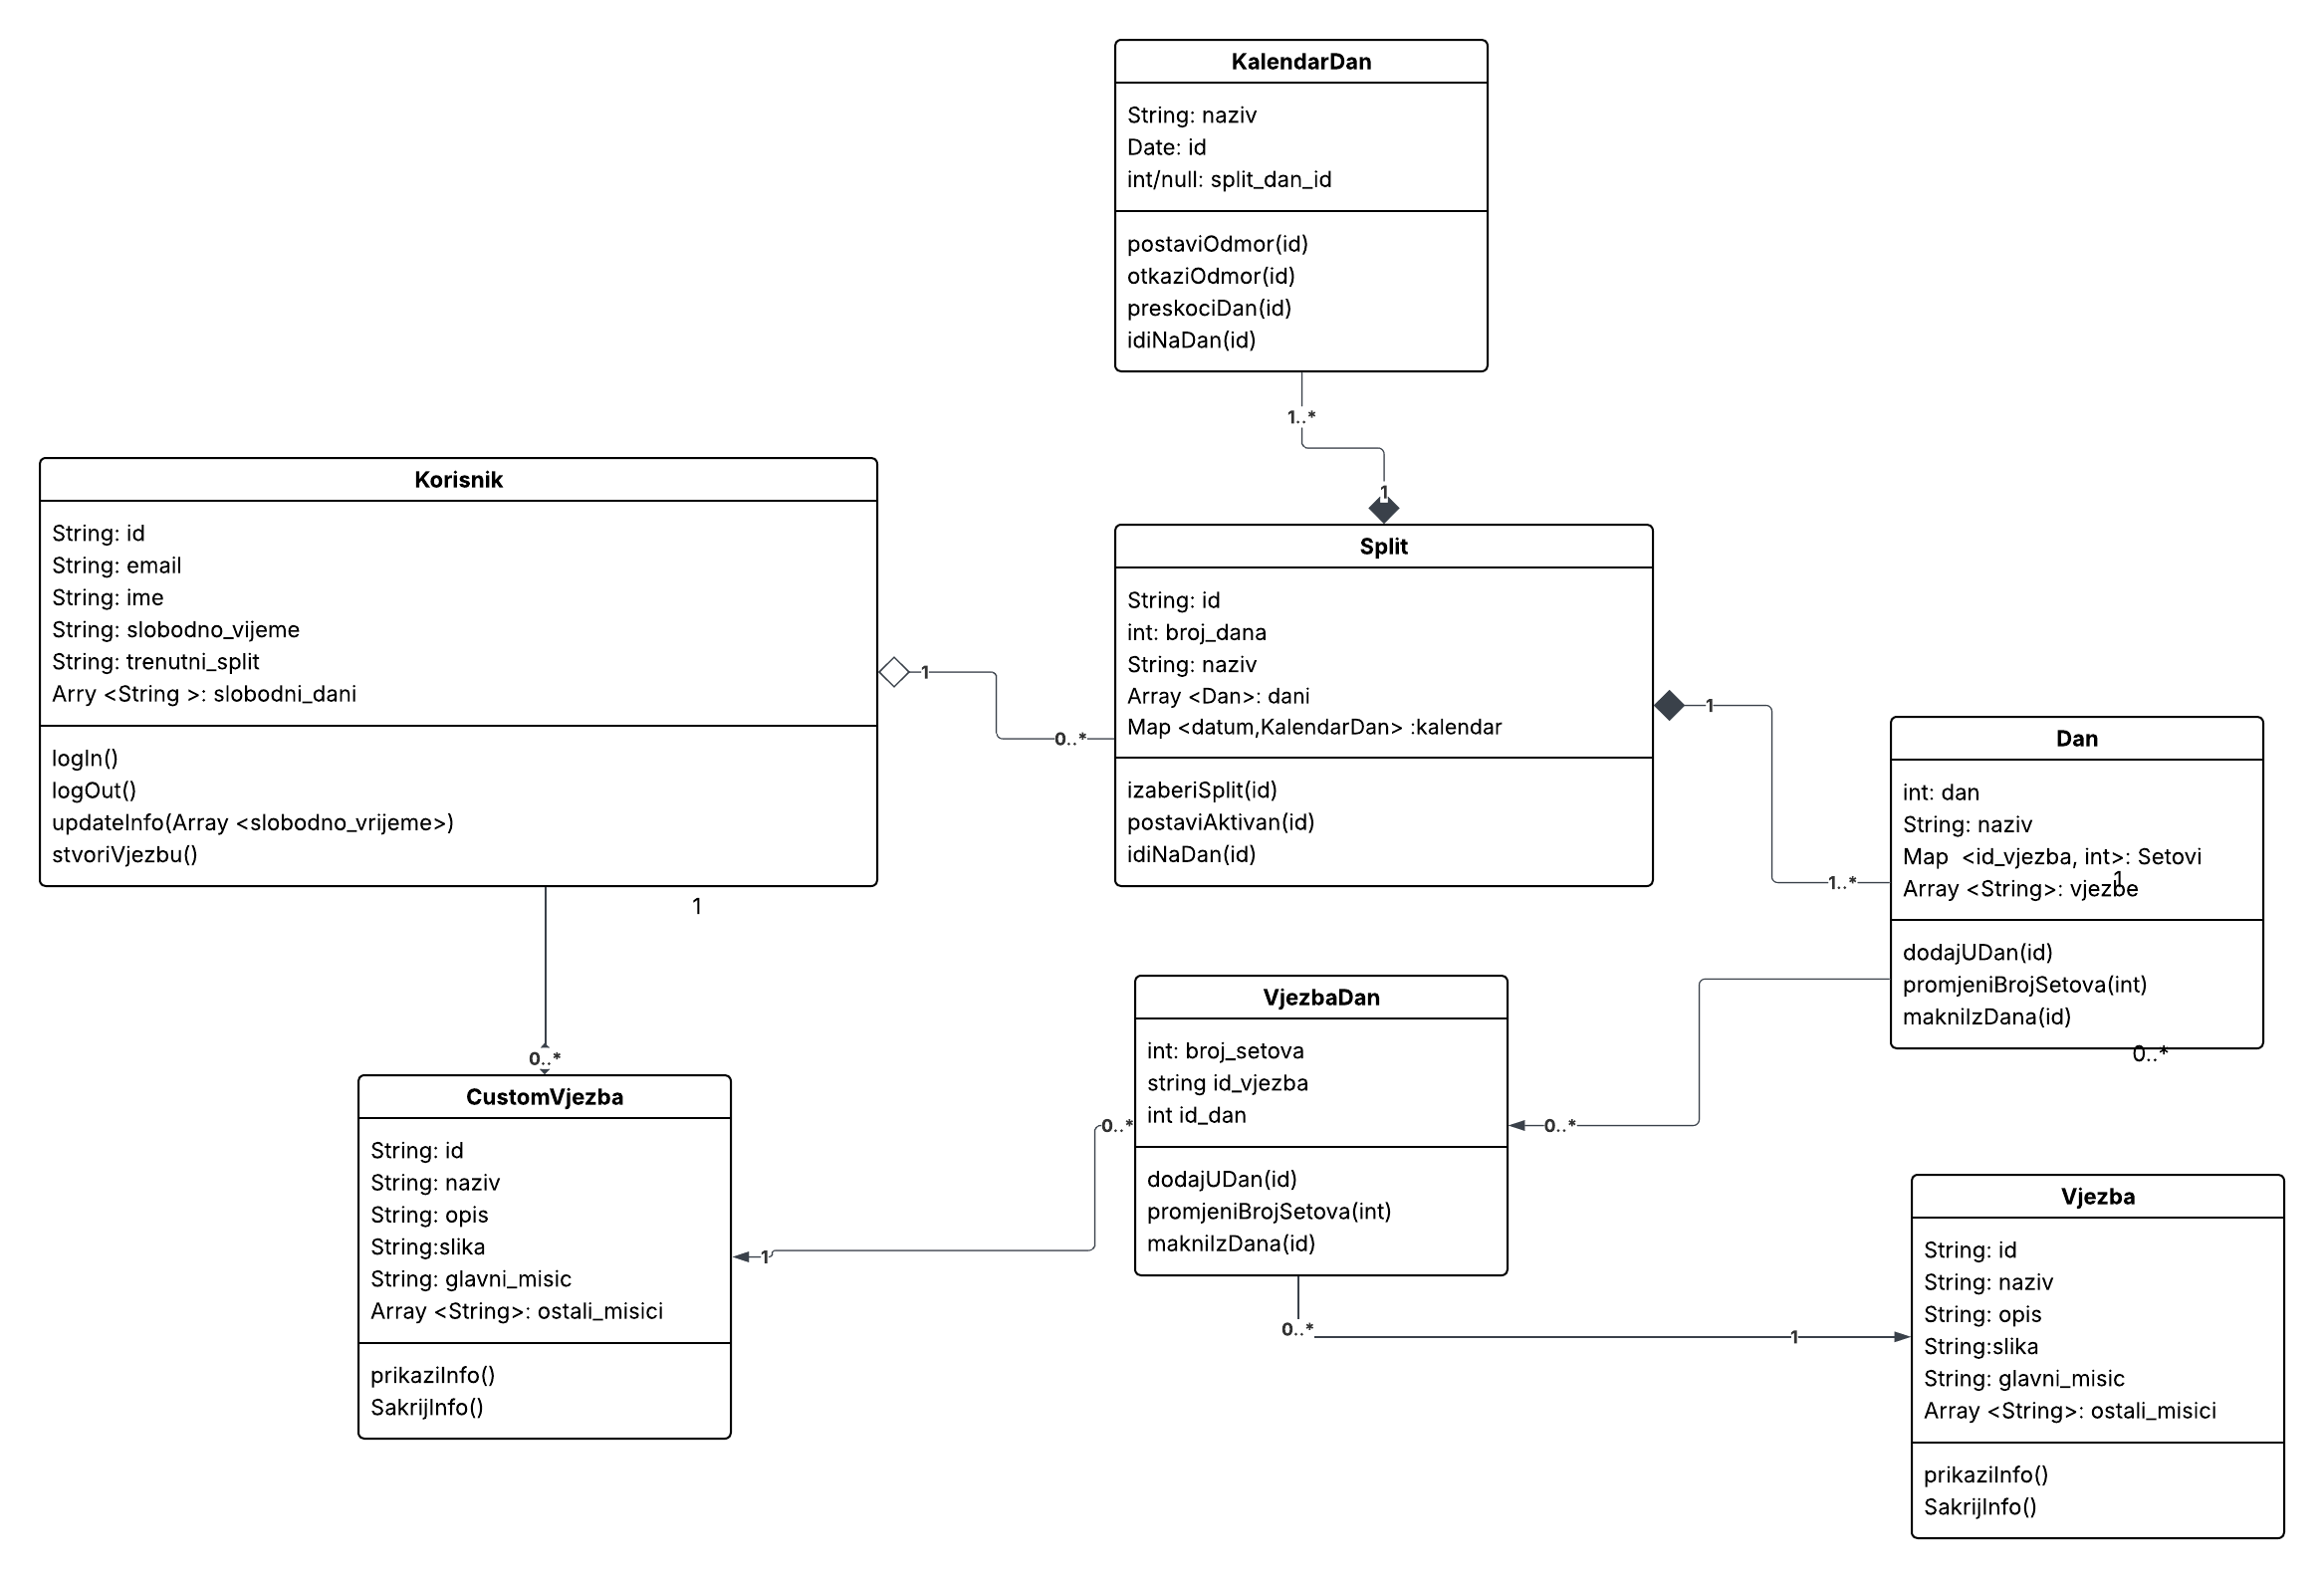 KalendarDan
String: naziv
Date: id
int/null: split_dan_id
postaviOdmor(id)
otkaziOdmor(id)
preskociDan(id)
idiNaDan(id)
1..*
1
Korisnik
String: id
String: email
String: ime
String: slobodno_vijeme
String: trenutni_split
Arry <String >: slobodni_dani
logIn()
logOut()
updateInfo(Array <slobodno_vrijeme>)
stvoriVjezbu()
1
0..*
Split
String: id
int: broj_dana
String: naziv
Array <Dan>: dani
Map <datum,KalendarDan> :kalendar
izaberiSplit(id)
postaviAktivan(id)
idiNaDan(id)
1
1..*
Dan
int: dan
String: naziv
Map  <id_vjezba, int>: Setovi
Array <String>: vjezbe
1
dodajUDan(id)
promjeniBrojSetova(int)
makniIzDana(id)
0..*
1
0..*
VjezbaDan
int: broj_setova
string id_vjezba
int id_dan
dodajUDan(id)
promjeniBrojSetova(int)
makniIzDana(id)
0..*
0..*
1
0..*
1
CustomVjezba
String: id
String: naziv
String: opis
String:slika
String: glavni_misic
Array <String>: ostali_misici
prikaziInfo()
SakrijInfo()
Vjezba
String: id
String: naziv
String: opis
String:slika
String: glavni_misic
Array <String>: ostali_misici
prikaziInfo()
SakrijInfo()